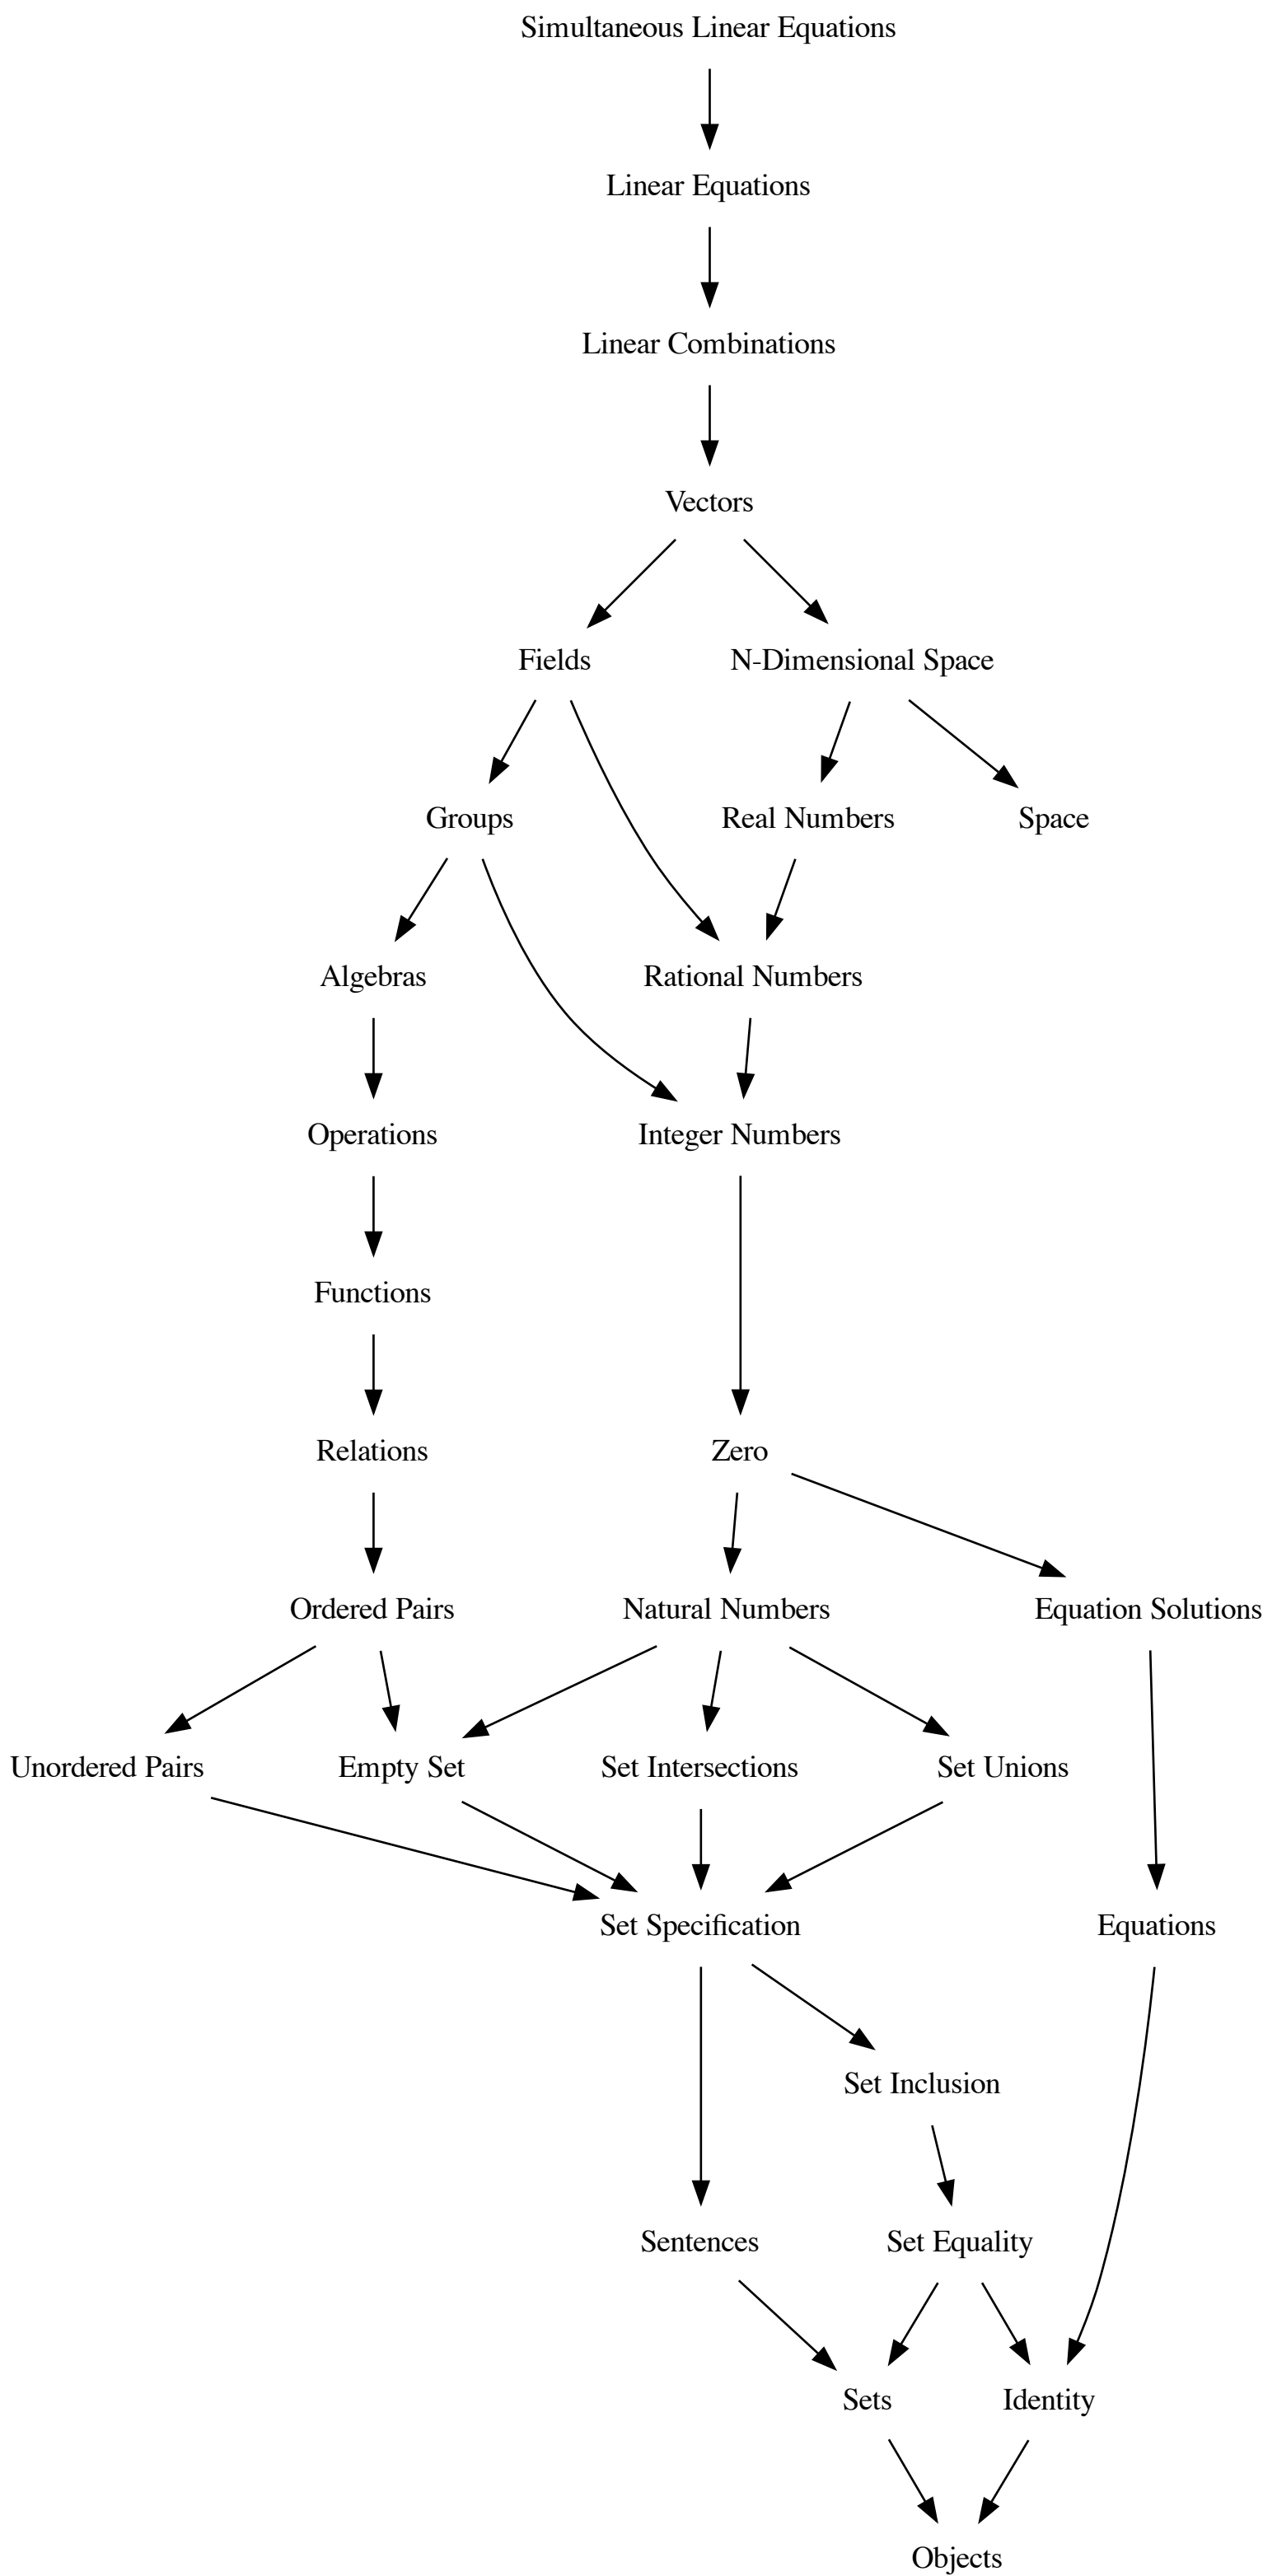 Simultaneous Linear Equations
Linear Equations
Linear Combinations
Vectors
Fields
N-Dimensional Space
Groups
Real Numbers
Space
Algebras
Rational Numbers
Operations
Integer Numbers
Functions
Relations
Zero
Ordered Pairs
Natural Numbers
Equation Solutions
Unordered Pairs
Empty Set
Set Intersections
Set Unions
Set Specification
Equations
Set Inclusion
Sentences
Set Equality
Sets
Identity
Objects